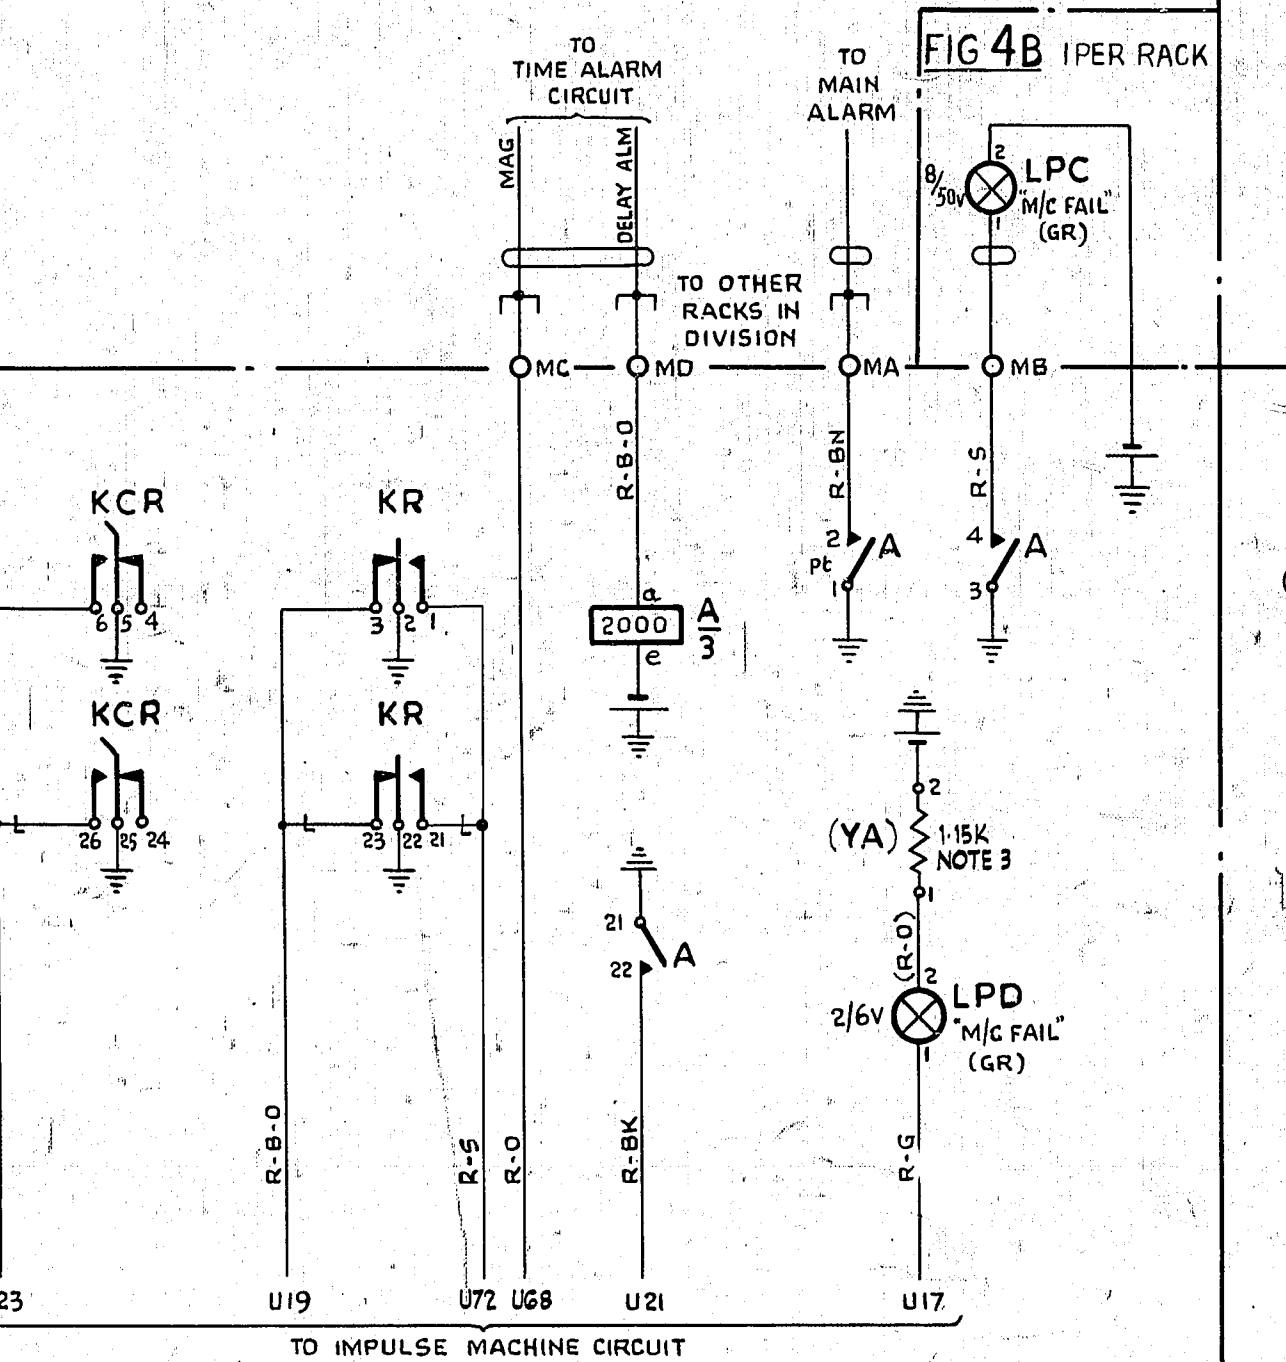 FIG 4B 1 PER RACK
TO
TIME ALARM
CIRCUIT
TO
MAIN
ALARM
MAG
DELAY ALM
8/50V
2
LPC
"M/C FAIL"
(GR)
1
TO OTHER
RACKS IN
DIVISION
MC
MD
MA
MB
R-B-O
R-BN
R-S
KCR
KR
2
A
Pt
1
4
A
3
6 5 4
3 2 1
a
2000
A
3
e
KCR
KR
26 25 24
L
23 22 21
L
L
2
(YA)
1·15K
NOTE 3
1
21
A
22
(R-O)
2
2/6V
LPD
"M/C FAIL"
(GR)
1
R-B-O
R-S
R-O
R-BK
R-G
23
U19
U72
U68
U21
U17
TO IMPULSE MACHINE CIRCUIT